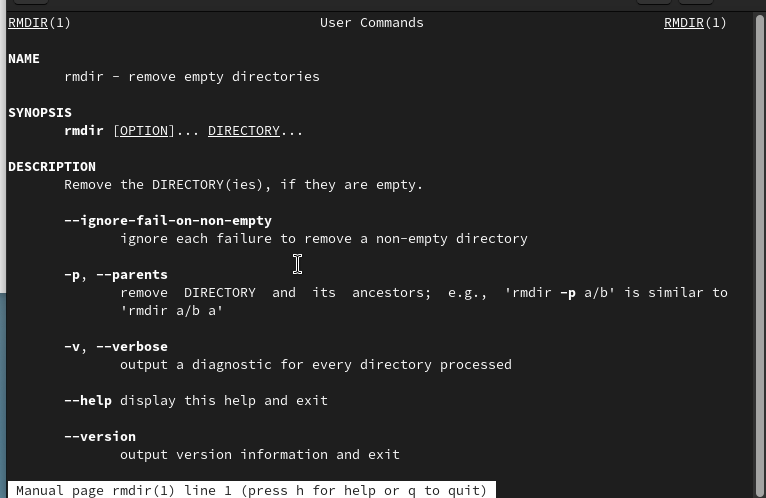 RMDIR(1) User Commands RMDIR(1)
NAME
rmdir - remove empty directories
SYNOPSIS
rmdir [OPTION]... DIRECTORY...
DESCRIPTION
Remove the DIRECTORY(ies), if they are empty.
--ignore-fail-on-non-empty
ignore each failure to remove a non-empty directory
-p, --parents
remove DIRECTORY and its ancestors; e.g., 'rmdir -p a/b' is similar to
'rmdir a/b a'
-v, --verbose
output a diagnostic for every directory processed
--help display this help and exit
--version
output version information and exit
Manual page rmdir(1) line 1 (press h for help or q to quit)